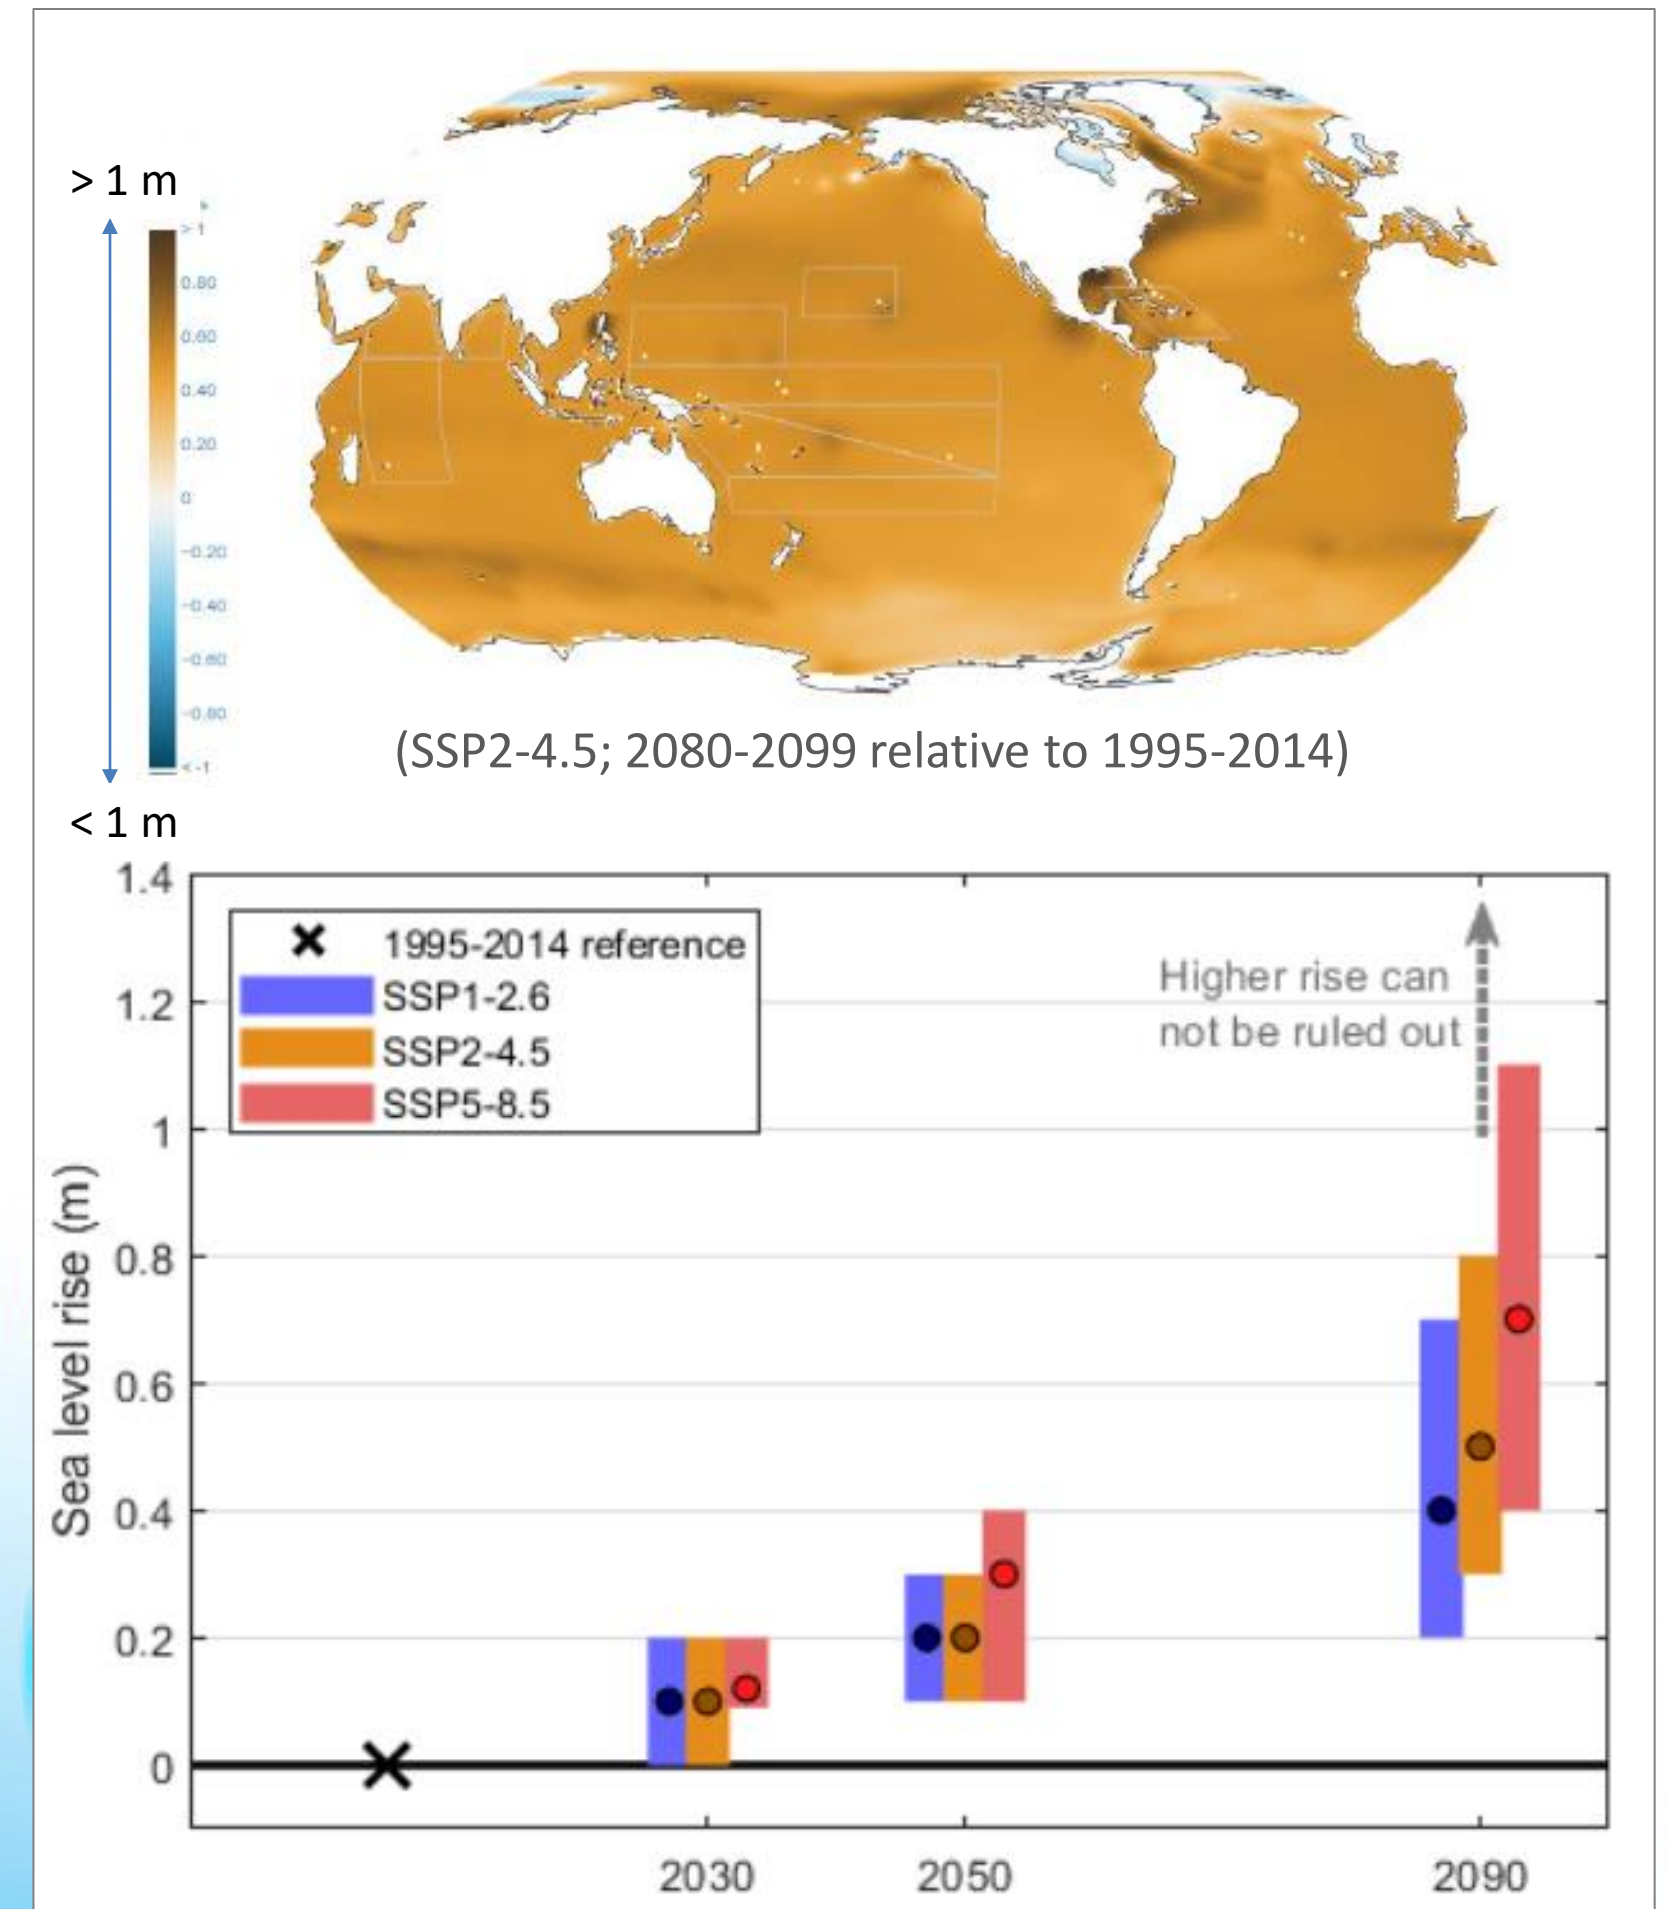 > 1 m
> 1
0.80
0.60
0.40
0.20
0
-0.20
-0.40
-0.60
-0.80
< -1
(SSP2-4.5; 2080-2099 relative to 1995-2014)
< 1 m
1.4
1.2
1
0.8
0.6
0.4
0.2
0
Sea level rise (m)
1995-2014 reference
SSP1-2.6
SSP2-4.5
SSP5-8.5
Higher rise can
not be ruled out
2030 2050 2090